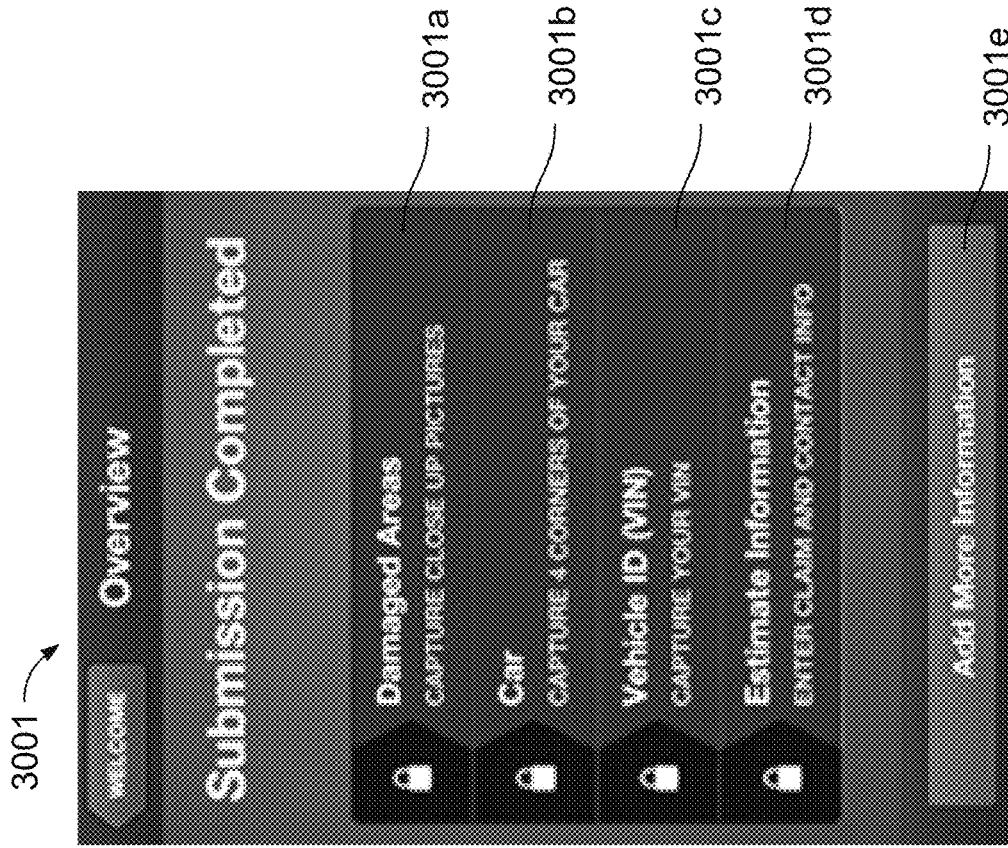 3001
WELCOME
Overview
Submission Completed
Damaged Areas
CAPTURE CLOSE UP PICTURES
3001a
Car
CAPTURE 4 CORNERS OF YOUR CAR
3001b
Vehicle ID (VIN)
CAPTURE YOUR VIN
3001c
Estimate Information
ENTER CLAIM AND CONTACT INFO
3001d
Add More Information
3001e